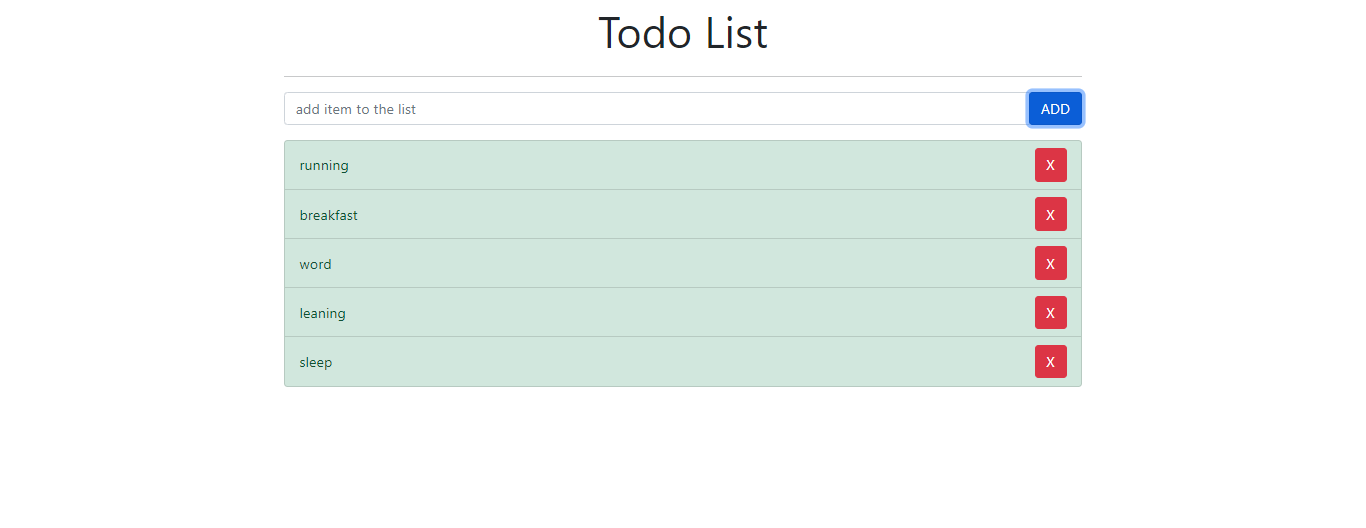 Todo List
add item to the list ADD
running X
breakfast X
word X
leaning X
sleep X